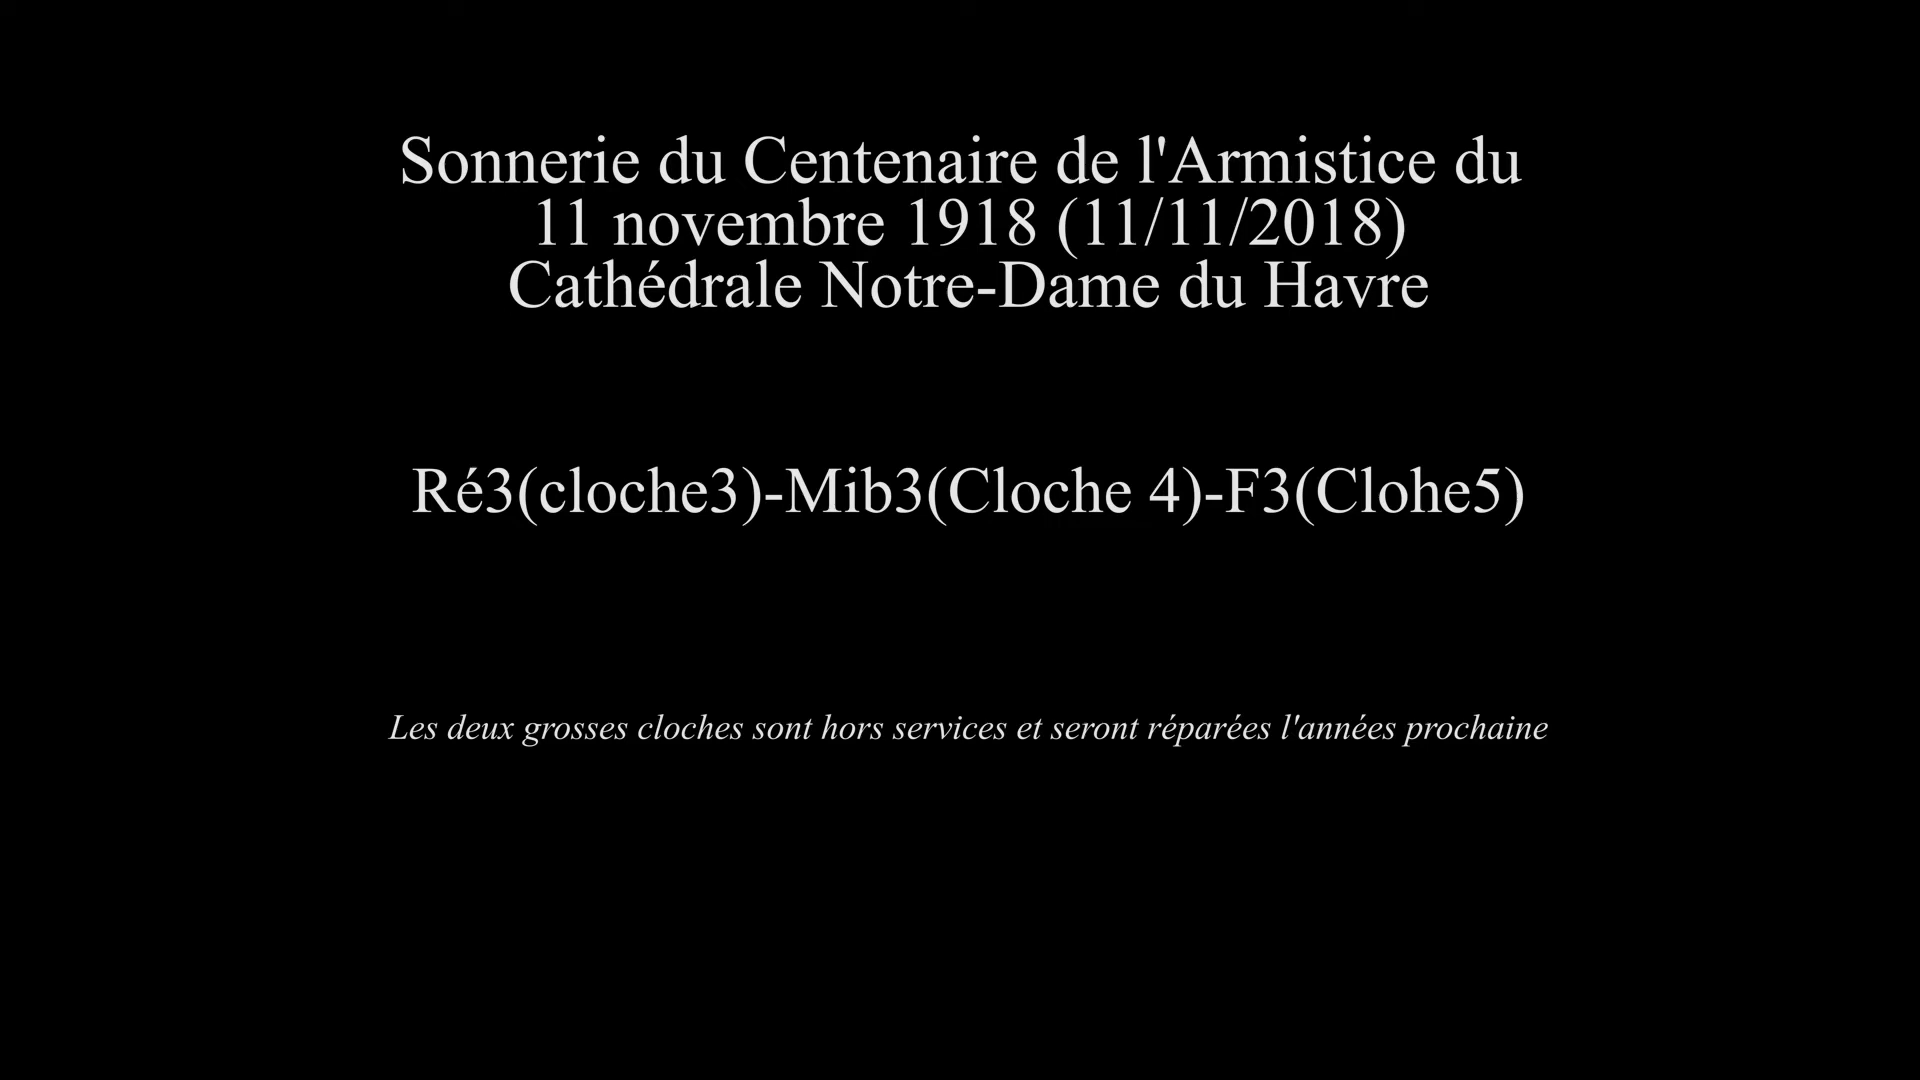 Sonnerie du Centenaire de l'Armistice du
11 novembre 1918 (11/11/2018)
Cathédrale Notre-Dame du Havre
Ré3(cloche3)-Mib3(Cloche 4)-F3(Clohe5)
Les deux grosses cloches sont hors services et seront réparées l'années prochaine